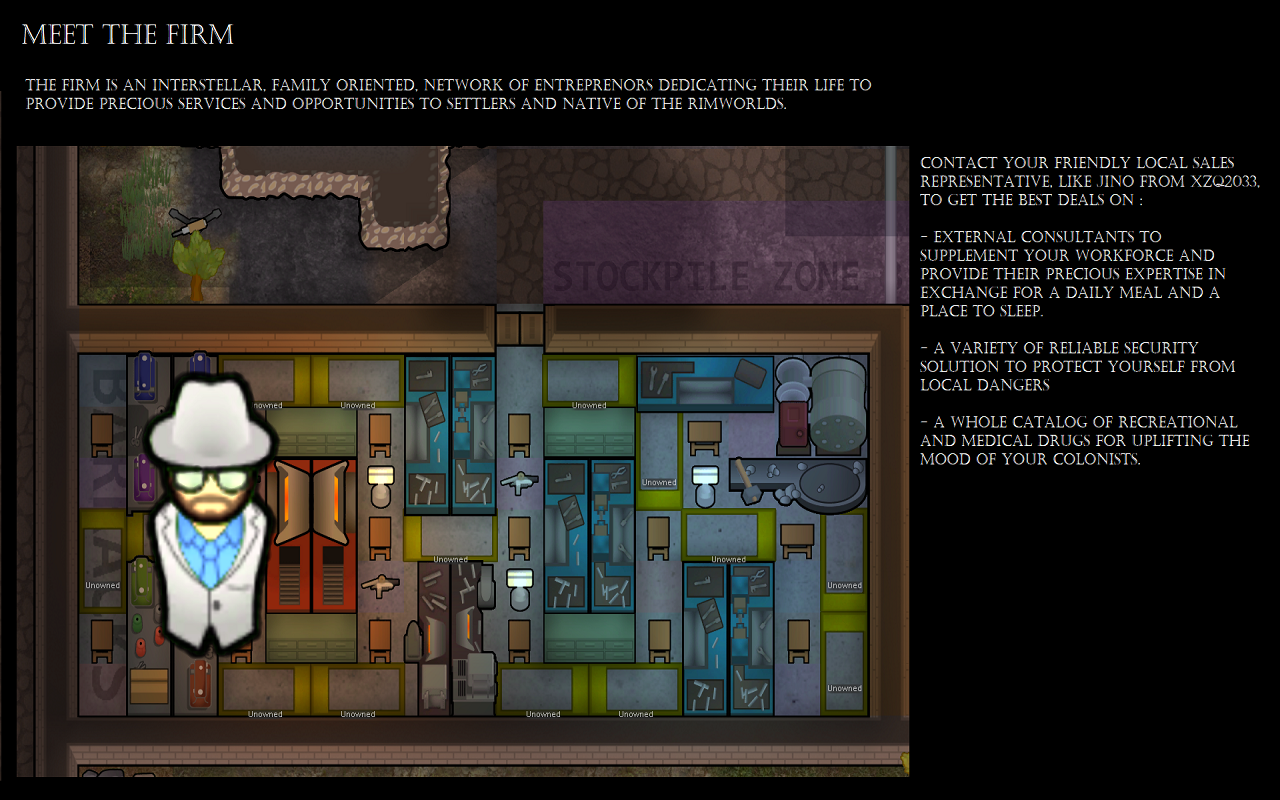 MEET THE FIRM
THE FIRM IS AN INTERSTELLAR, FAMILY ORIENTED, NETWORK OF ENTREPRENORS DEDICATING THEIR LIFE TO
PROVIDE PRECIOUS SERVICES AND OPPORTUNITIES TO SETTLERS AND NATIVE OF THE RIMWORLDS.
CONTACT YOUR FRIENDLY LOCAL SALES
REPRESENTATIVE, LIKE JINO FROM XZQ2033,
TO GET THE BEST DEALS ON :
- EXTERNAL CONSULTANTS TO
SUPPLEMENT YOUR WORKFORCE AND
PROVIDE THEIR PRECIOUS EXPERTISE IN
EXCHANGE FOR A DAILY MEAL AND A
PLACE TO SLEEP.
- A VARIETY OF RELIABLE SECURITY
SOLUTION TO PROTECT YOURSELF FROM
LOCAL DANGERS
- A WHOLE CATALOG OF RECREATIONAL
AND MEDICAL DRUGS FOR UPLIFTING THE
MOOD OF YOUR COLONISTS.
STOCKPILE ZONE
Unowned
Unowned
Unowned
Unowned
Unowned
Unowned
Unowned
Unowned
Unowned
Unowned
Unowned
Unowned
Unowned